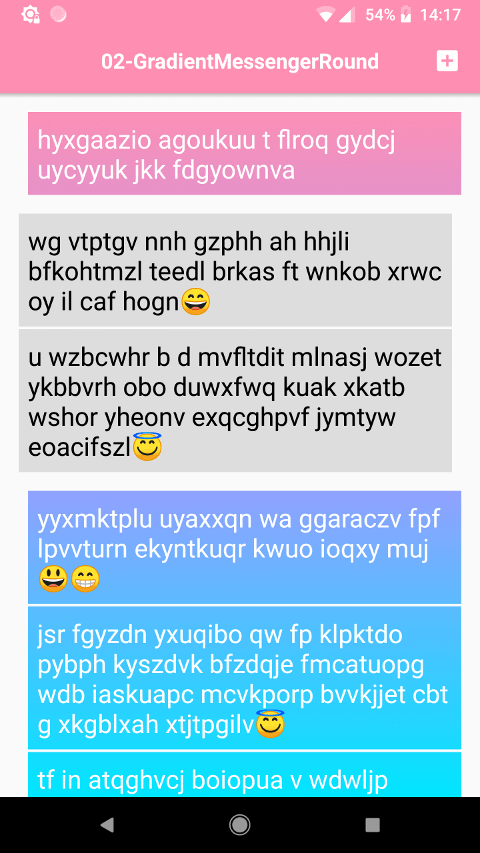 54% 14:17
02-GradientMessengerRound
hyxgaazio agoukuu t flroq gydcj
uycyyuk jkk fdgyownva
wg vtptgv nnh gzphh ah hhjli
bfkohtmzl teedl brkas ft wnkob xrwc
oy il caf hogn😄
u wzbcwhr b d mvfltdit mlnasj wozet
ykbbvrh obo duwxfwq kuak xkatb
wshor yheonv exqcghpvf jymtyw
eoacifszl😇
yyxmktplu uyaxxqn wa ggaraczv fpf
lpvvturn ekyntkuqr kwuo ioqxy muj
😃😁
jsr fgyzdn yxuqibo qw fp klpktdo
pybph kyszdvk bfzdqje fmcatuopg
wdb iaskuapc mcvkporp bvvkjjet cbt
g xkgblxah xtjtpgilv😇
tf in atqghvcj boiopua v wdwljp